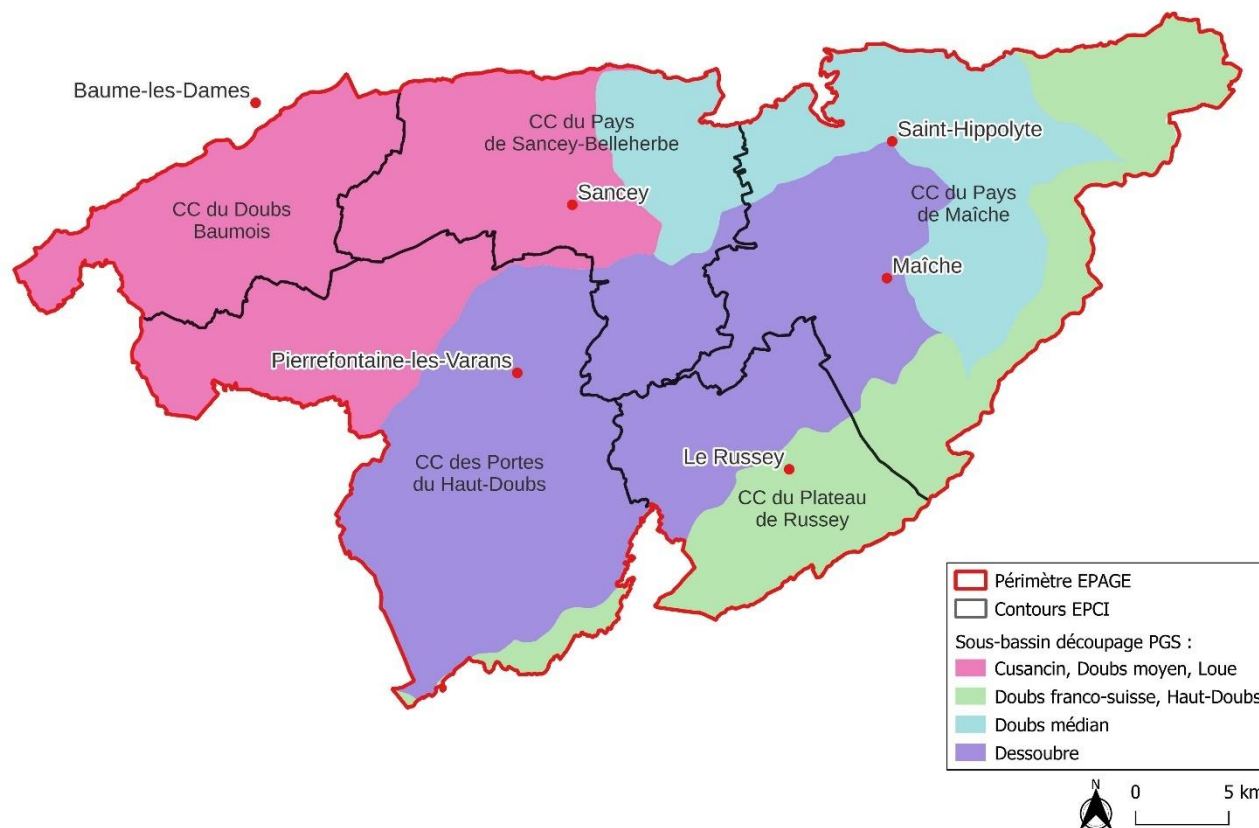 Baume-les-Dames
CC du Pays
de Sancey-Belleherbe
Saint-Hippolyte
Sancey
CC du Doubs
Baumois
CC du Pays
de Maîche
Maîche
Pierrefontaine-les-Varans
CC des Portes
du Haut-Doubs
Le Russey
CC du Plateau
de Russey
Périmètre EPAGE
Contours EPCI
Sous-bassin découpage PGS :
Cusancin, Doubs moyen, Loue
Doubs franco-suisse, Haut-Doubs
Doubs médian
Dessoubre
N
0 5 km